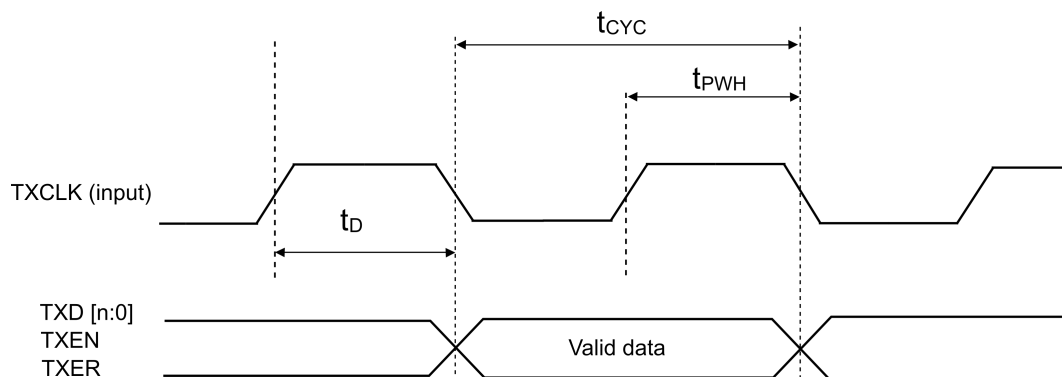 tCYC
tPWH
TXCLK (input)
tD
TXD [n:0]
TXEN
Valid data
TXER